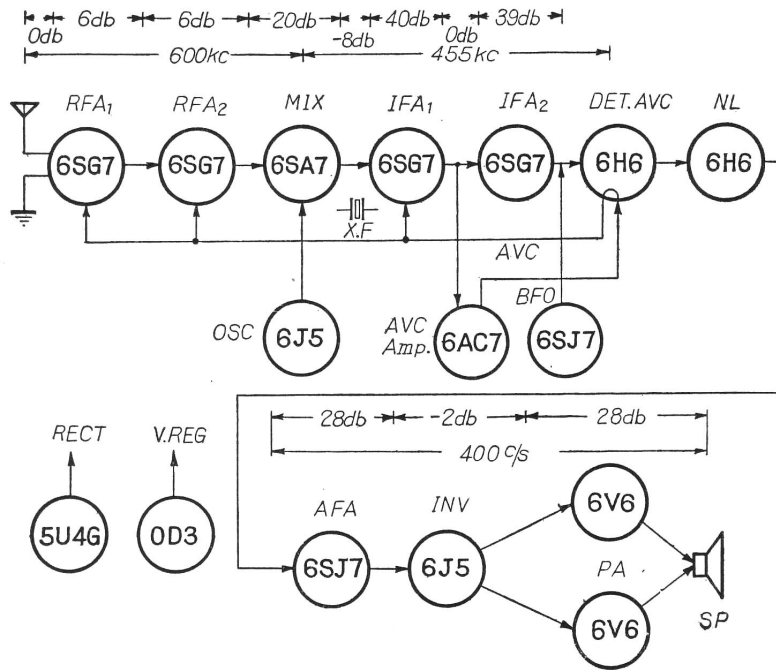 6db 6db 20db 40db 39db
0db -8db 0db
600kc 455kc
RFA₁ RFA₂ MIX IFA₁ IFA₂ DET.AVC NL
6SG7 6SG7 6SA7 6SG7 6SG7 6H6 6H6
X.F
AVC
BFO
OSC 6J5 AVC Amp. 6AC7 6SJ7
28db -2db 28db
400c/s
RECT V.REG
5U4G 0D3
AFA INV 6V6
6SJ7 6J5 PA
SP
6V6